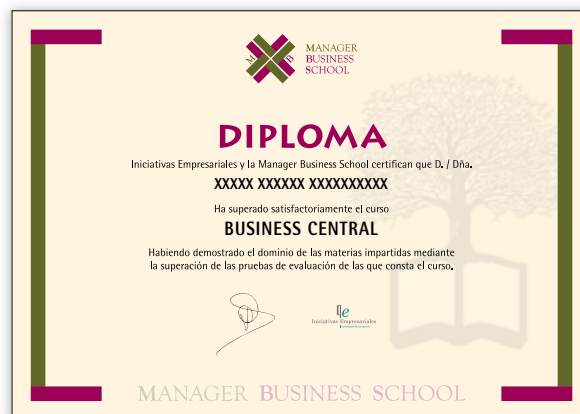 M B
MANAGER
BUSINESS
SCHOOL
DIPLOMA
Iniciativas Empresariales y la Manager Business School certifican que D. / Dña.
XXXXX XXXXXX XXXXXXXXXX
Ha superado satisfactoriamente el curso
BUSINESS CENTRAL
Habiendo demostrado el dominio de las materias impartidas mediante
la superación de las pruebas de evaluación de las que consta el curso.
Iniciativas Empresariales
MANAGER BUSINESS SCHOOL